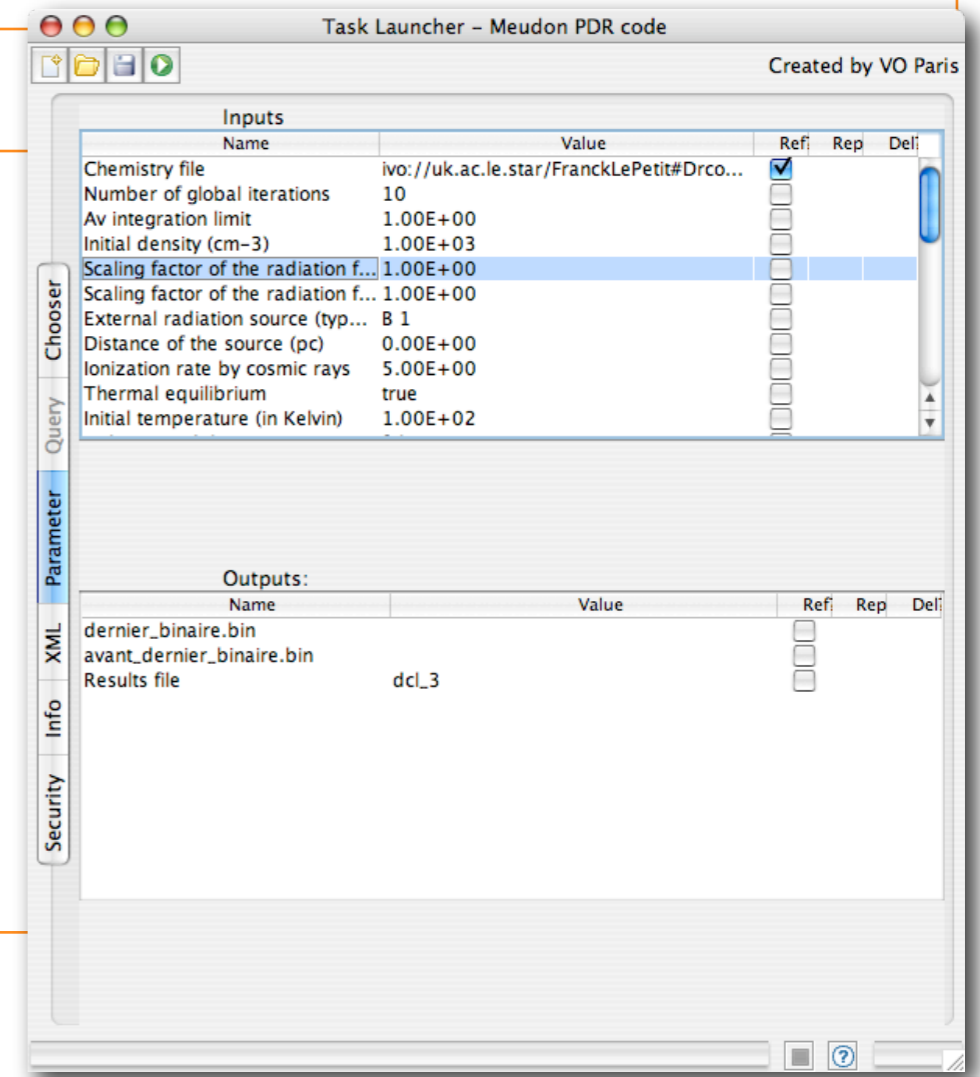 Task Launcher – Meudon PDR code
Created by VO Paris
Inputs
Name Value Ref? Rep Del?
Chemistry file ivo://uk.ac.le.star/FranckLePetit#Drco...
Number of global iterations 10
Av integration limit 1.00E+00
Initial density (cm-3) 1.00E+03
Scaling factor of the radiation f... 1.00E+00
Scaling factor of the radiation f... 1.00E+00
External radiation source (typ... B 1
Distance of the source (pc) 0.00E+00
Ionization rate by cosmic rays 5.00E+00
Thermal equilibrium true
Initial temperature (in Kelvin) 1.00E+02
Chooser
Query
Parameter
XML
Info
Security
Outputs:
Name Value Ref? Rep Del?
dernier_binaire.bin
avant_dernier_binaire.bin
Results file dcl_3
?